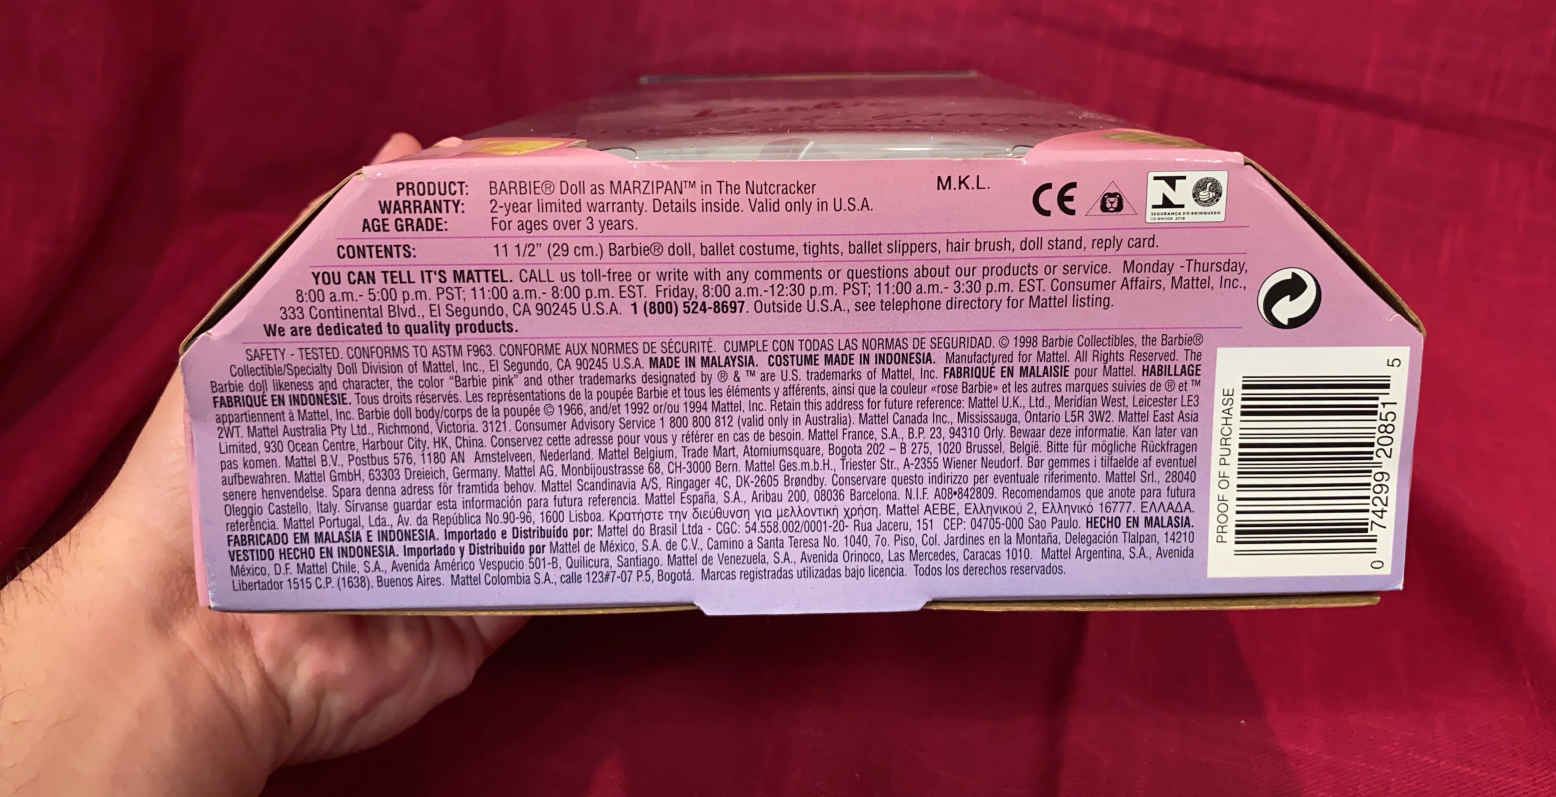 PRODUCT: BARBIE® Doll as MARZIPAN™ in The Nutcracker
M.K.L.
WARRANTY: 2-year limited warranty. Details inside. Valid only in U.S.A.
CE
AGE GRADE: For ages over 3 years.
SEGURANÇA DO BRINQUEDO
CONTENTS: 11 1/2" (29 cm.) Barbie® doll, ballet costume, tights, ballet slippers, hair brush, doll stand, reply card.
YOU CAN TELL IT'S MATTEL. CALL us toll-free or write with any comments or questions about our products or service. Monday -Thursday,
8:00 a.m.- 5:00 p.m. PST; 11:00 a.m.- 8:00 p.m. EST. Friday, 8:00 a.m.-12:30 p.m. PST; 11:00 a.m.- 3:30 p.m. EST. Consumer Affairs, Mattel, Inc.,
333 Continental Blvd., El Segundo, CA 90245 U.S.A. 1 (800) 524-8697. Outside U.S.A., see telephone directory for Mattel listing.
We are dedicated to quality products.
SAFETY - TESTED. CONFORMS TO ASTM F963. CONFORME AUX NORMES DE SÉCURITÉ. CUMPLE CON TODAS LAS NORMAS DE SEGURIDAD. © 1998 Barbie Collectibles, the Barbie®
Collectible/Specialty Doll Division of Mattel, Inc., El Segundo, CA 90245 U.S.A. MADE IN MALAYSIA. COSTUME MADE IN INDONESIA. Manufactured for Mattel. All Rights Reserved. The
Barbie doll likeness and character, the color "Barbie pink" and other trademarks designated by ® & ™ are U.S. trademarks of Mattel, Inc. FABRIQUÉ EN MALAISIE pour Mattel. HABILLAGE
FABRIQUÉ EN INDONÉSIE. Tous droits réservés. Les représentations de la poupée Barbie et tous les éléments y afférents, ainsi que la couleur «rose Barbie» et les autres marques suivies de ® et ™
appartiennent à Mattel, Inc. Barbie doll body/corps de la poupée © 1966, and/et 1992 or/ou 1994 Mattel, Inc. Retain this address for future reference: Mattel U.K., Ltd., Meridian West, Leicester LE3
2WT. Mattel Australia Pty Ltd., Richmond, Victoria. 3121. Consumer Advisory Service 1 800 800 812 (valid only in Australia). Mattel Canada Inc., Mississauga, Ontario L5R 3W2. Mattel East Asia
Limited, 930 Ocean Centre, Harbour City, HK, China. Conservez cette adresse pour vous y référer en cas de besoin. Mattel France, S.A., B.P. 23, 94310 Orly. Bewaar deze informatie. Kan later van
pas komen. Mattel B.V., Postbus 576, 1180 AN Amstelveen, Nederland. Mattel Belgium, Trade Mart, Atomiumsquare, Bogota 202 – B 275, 1020 Brussel, België. Bitte für mögliche Rückfragen
aufbewahren. Mattel GmbH, 63303 Dreieich, Germany. Mattel AG. Monbijoustrasse 68, CH-3000 Bern. Mattel Ges.m.b.H., Triester Str., A-2355 Wiener Neudorf. Bør gemmes i tilfælde af eventuel
senere henvendelse. Spara denna adress för framtida behov. Mattel Scandinavia A/S, Ringager 4C, DK-2605 Brøndby. Conservare questo indirizzo per eventuale riferimento. Mattel Srl., 28040
Oleggio Castello, Italy. Sírvanse guardar esta información para futura referencia. Mattel España, S.A., Aribau 200, 08036 Barcelona. N.I.F. A08•842809. Recomendamos que anote para futura
referência. Mattel Portugal, Lda., Av. da República No.90-96, 1600 Lisboa. Κρατήστε την διεύθυνση για μελλοντική χρήση. Mattel AEBE, Ελληνικού 2, Ελληνικό 16777. ΕΛΛΑΔΑ.
FABRICADO EM MALASIA E INDONESIA. Importado e Distribuido por: Mattel do Brasil Ltda - CGC: 54.558.002/0001-20- Rua Jaceru, 151 CEP: 04705-000 Sao Paulo. HECHO EN MALASIA.
VESTIDO HECHO EN INDONESIA. Importado y Distribuido por Mattel de México, S.A. de C.V., Camino a Santa Teresa No. 1040, 7o. Piso, Col. Jardines en la Montaña, Delegación Tlalpan, 14210
México, D.F. Mattel Chile, S.A., Avenida Américo Vespucio 501-B, Quilicura, Santiago. Mattel de Venezuela, S.A., Avenida Orinoco, Las Mercedes, Caracas 1010. Mattel Argentina, S.A., Avenida
Libertador 1515 C.P. (1638). Buenos Aires. Mattel Colombia S.A., calle 123#7-07 P.5, Bogotá. Marcas registradas utilizadas bajo licencia. Todos los derechos reservados.
PROOF OF PURCHASE
0 74299 20851 5